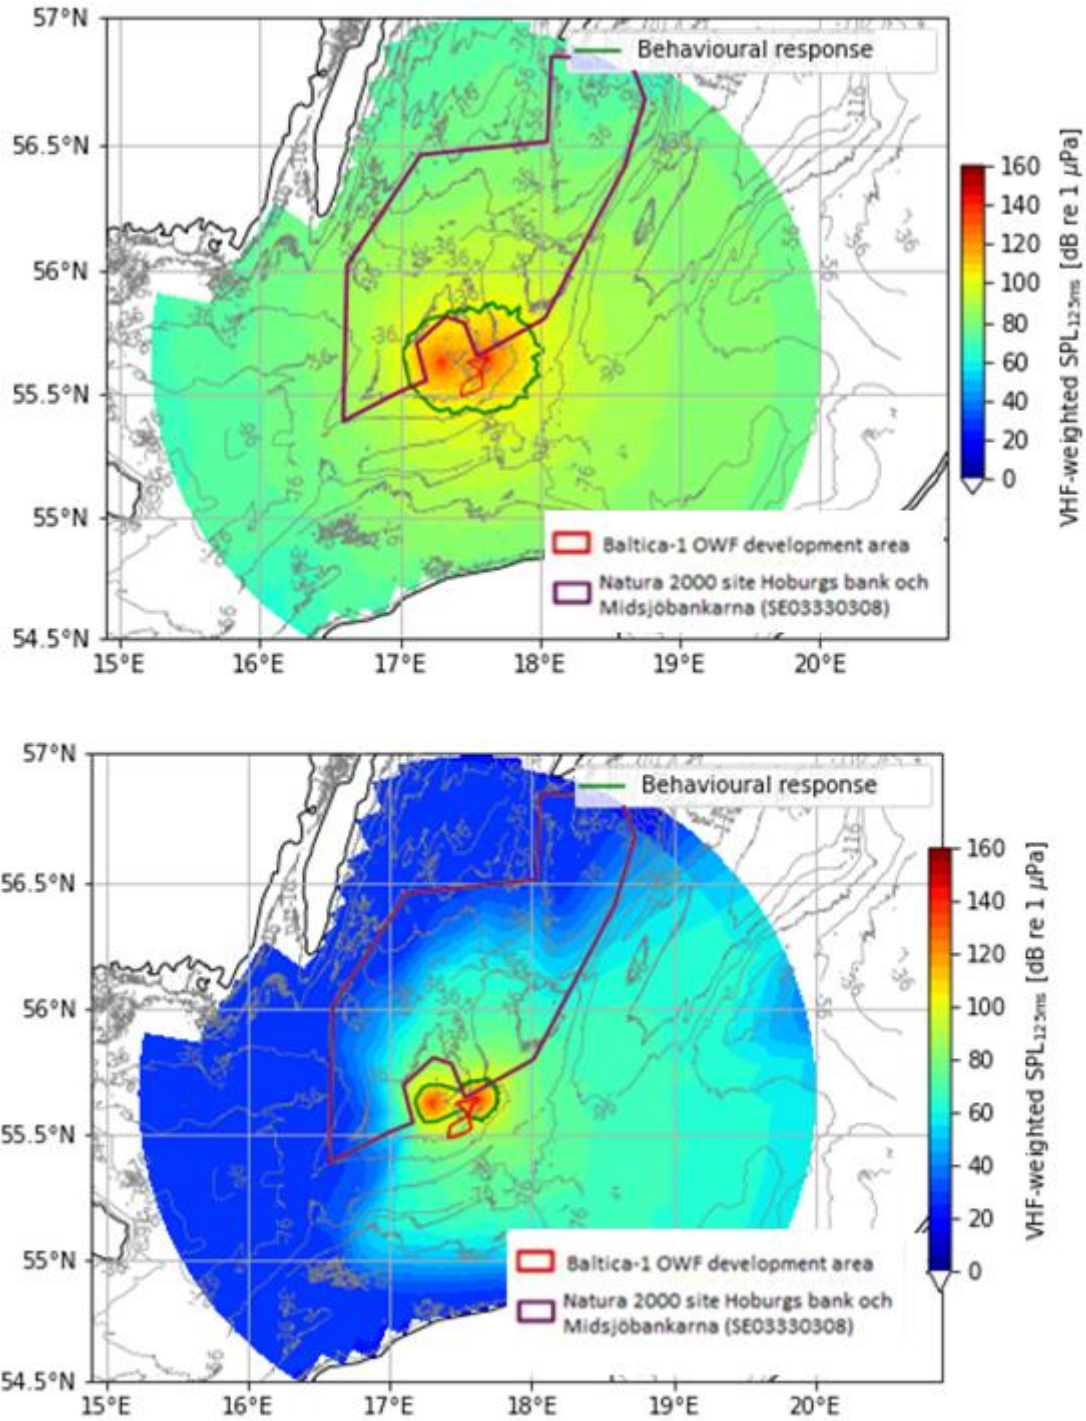 57°N
Behavioural response
56.5°N
56°N
55.5°N
55°N
54.5°N
15°E 16°E 17°E 18°E 19°E 20°E
Baltica-1 OWF development area
Natura 2000 site Hoburgs bank och
Midsjöbankarna (SE03330308)
160
140
120
100
80
60
40
20
0
VHF-weighted SPL125ms [dB re 1 µPa]
57°N
Behavioural response
56.5°N
56°N
55.5°N
55°N
54.5°N
15°E 16°E 17°E 18°E 19°E 20°E
Baltica-1 OWF development area
Natura 2000 site Hoburgs bank och
Midsjöbankarna (SE03330308)
160
140
120
100
80
60
40
20
0
VHF-weighted SPL125ms [dB re 1 µPa]